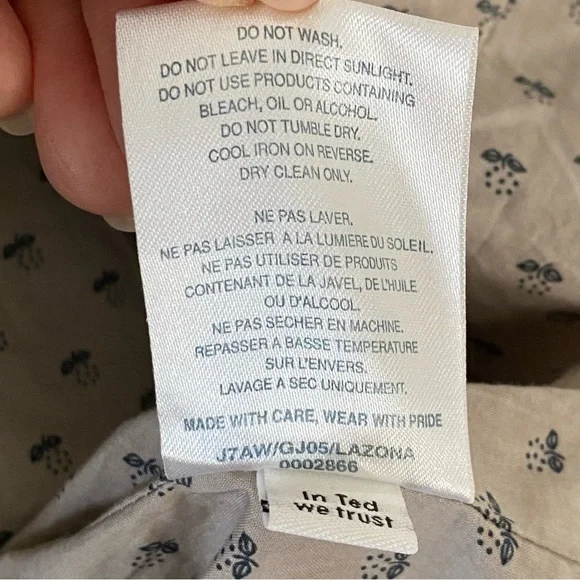 DO NOT WASH.
DO NOT LEAVE IN DIRECT SUNLIGHT.
DO NOT USE PRODUCTS CONTAINING
BLEACH, OIL OR ALCOHOL.
DO NOT TUMBLE DRY.
COOL IRON ON REVERSE.
DRY CLEAN ONLY.
NE PAS LAVER.
NE PAS LAISSER A LA LUMIERE DU SOLEIL.
NE PAS UTILISER DE PRODUITS
CONTENANT DE LA JAVEL, DE L'HUILE
OU D'ALCOOL.
NE PAS SECHER EN MACHINE.
REPASSER A BASSE TEMPERATURE
SUR L'ENVERS.
LAVAGE A SEC UNIQUEMENT.
MADE WITH CARE, WEAR WITH PRIDE
J7AW/GJ05/LAZONA
0002866
In Ted
we trust